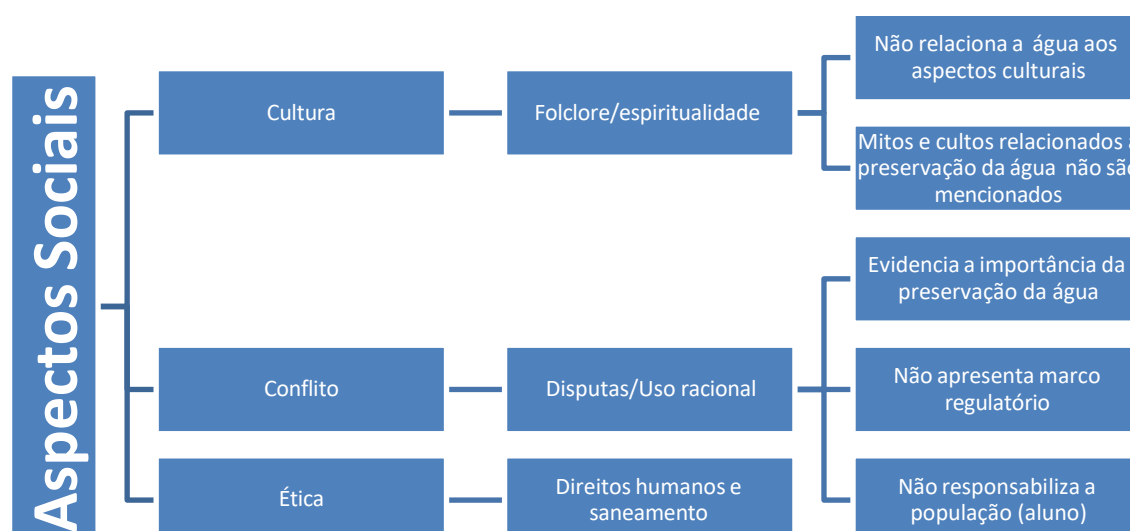 Aspectos Sociais
Cultura
Folclore/espiritualidade
Não relaciona a água aos
aspectos culturais
Mitos e cultos relacionados
preservação da água não são
mencionados
Conflito
Disputas/Uso racional
Evidencia a importância da
preservação da água
Não apresenta marco
regulatório
Não responsabiliza a
população (aluno)
Ética
Direitos humanos e
saneamento